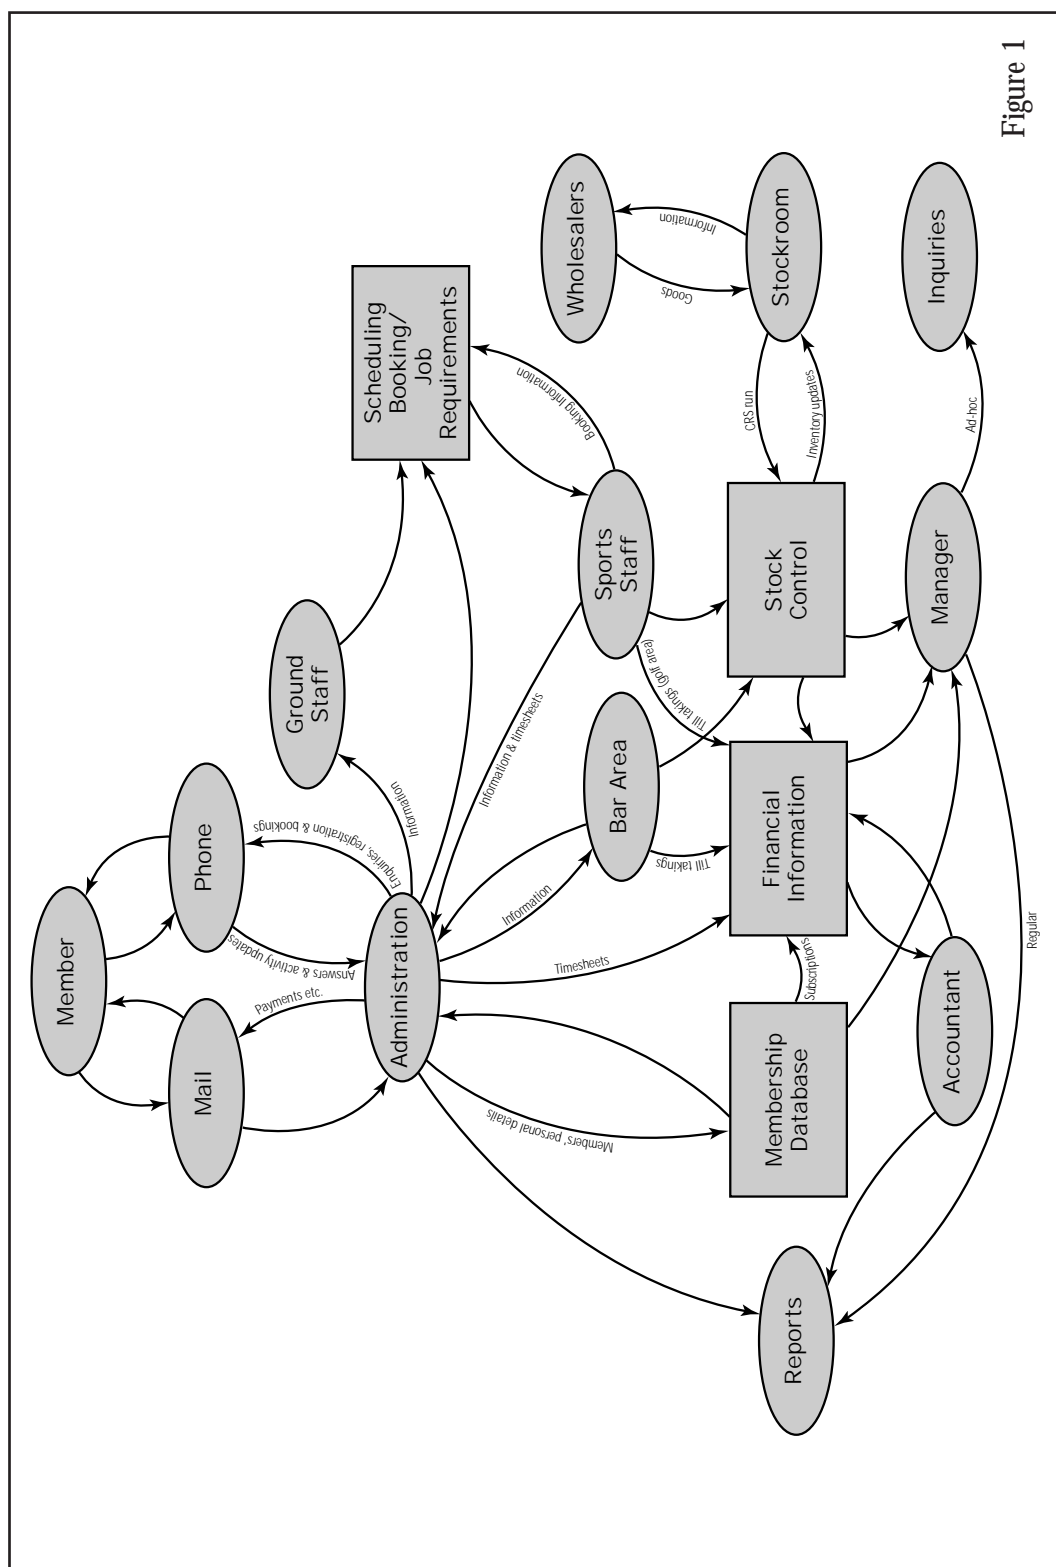 Member
Mail
Phone
Answers & activity updates
Enquiries, registration & bookings
Payments etc.
Information
Ground
Staff
Scheduling
Booking/
Job
Requirements
Administration
Information & timesheets
Booking Information
Sports
Staff
Wholesalers
Information
Goods
Members' personal details
Timesheets
Information
Bar Area
Till takings
Till takings (golf area)
CRS run
Inventory updates
Stockroom
Reports
Membership
Database
Subscriptions
Financial
Information
Stock
Control
Accountant
Manager
Ad-hoc
Inquiries
Regular
Figure 1